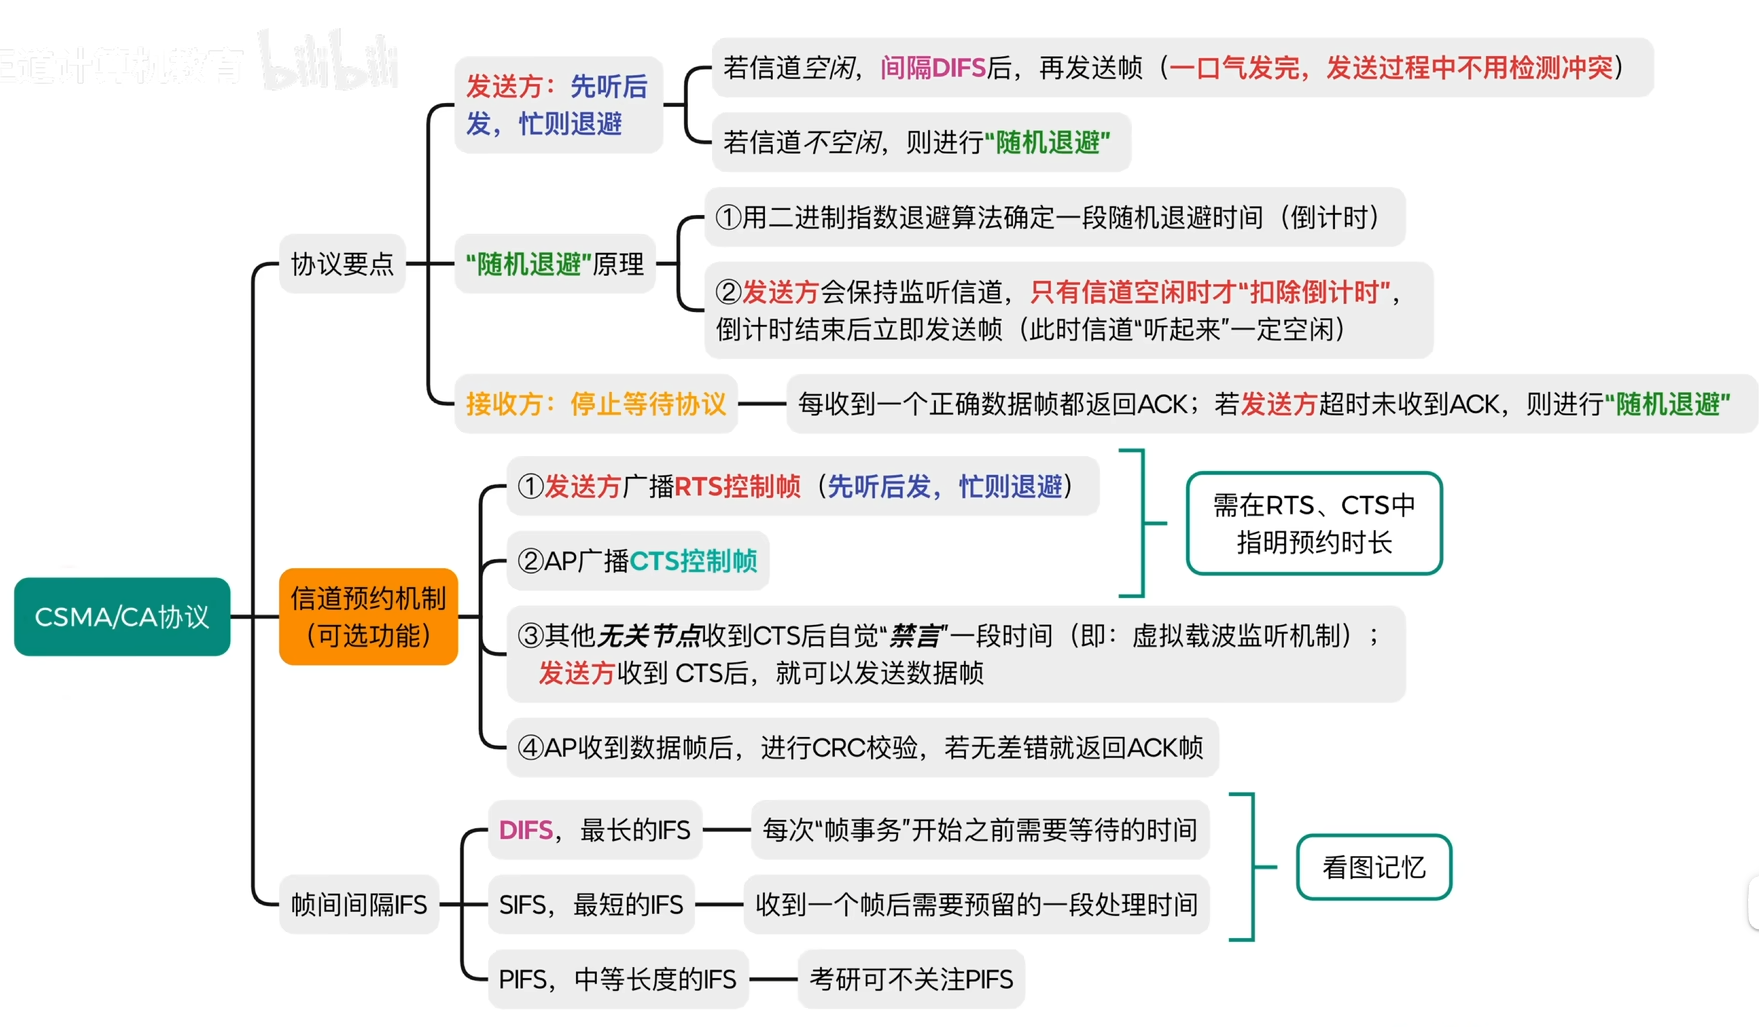 王道计算机教育 bilibili
CSMA/CA协议
协议要点
发送方：先听后
发，忙则退避
若信道空闲，间隔DIFS后，再发送帧（一口气发完，发送过程中不用检测冲突）
若信道不空闲，则进行“随机退避”
“随机退避”原理
①用二进制指数退避算法确定一段随机退避时间（倒计时）
②发送方会保持监听信道，只有信道空闲时才“扣除倒计时”，
倒计时结束后立即发送帧（此时信道“听起来”一定空闲）
接收方：停止等待协议
每收到一个正确数据帧都返回ACK；若发送方超时未收到ACK，则进行“随机退避”
信道预约机制
（可选功能）
①发送方广播RTS控制帧（先听后发，忙则退避）
②AP广播CTS控制帧
需在RTS、CTS中
指明预约时长
③其他无关节点收到CTS后自觉“禁言”一段时间（即：虚拟载波监听机制）；
发送方收到 CTS后，就可以发送数据帧
④AP收到数据帧后，进行CRC校验，若无差错就返回ACK帧
帧间间隔IFS
DIFS，最长的IFS
每次“帧事务”开始之前需要等待的时间
SIFS，最短的IFS
收到一个帧后需要预留的一段处理时间
看图记忆
PIFS，中等长度的IFS
考研可不关注PIFS